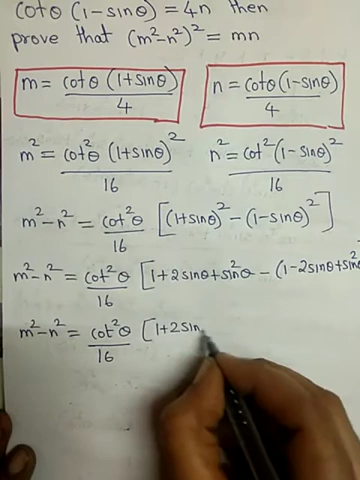 cotθ (1-sinθ) = 4n then
prove that (m²-n²)² = mn
m = cotθ (1+sinθ)/4 n = cotθ(1-sinθ)/4
m² = cot²θ (1+sinθ)²/16 n² = cot²(1-sinθ)²/16
m²-n² = cot²θ/16 [(1+sinθ)² - (1-sinθ)²]
m²-n² = cot²θ/16 [1+2sinθ+sin²θ - (1-2sinθ+sin²θ
m²-n² = cot²θ/16 [1+2sin